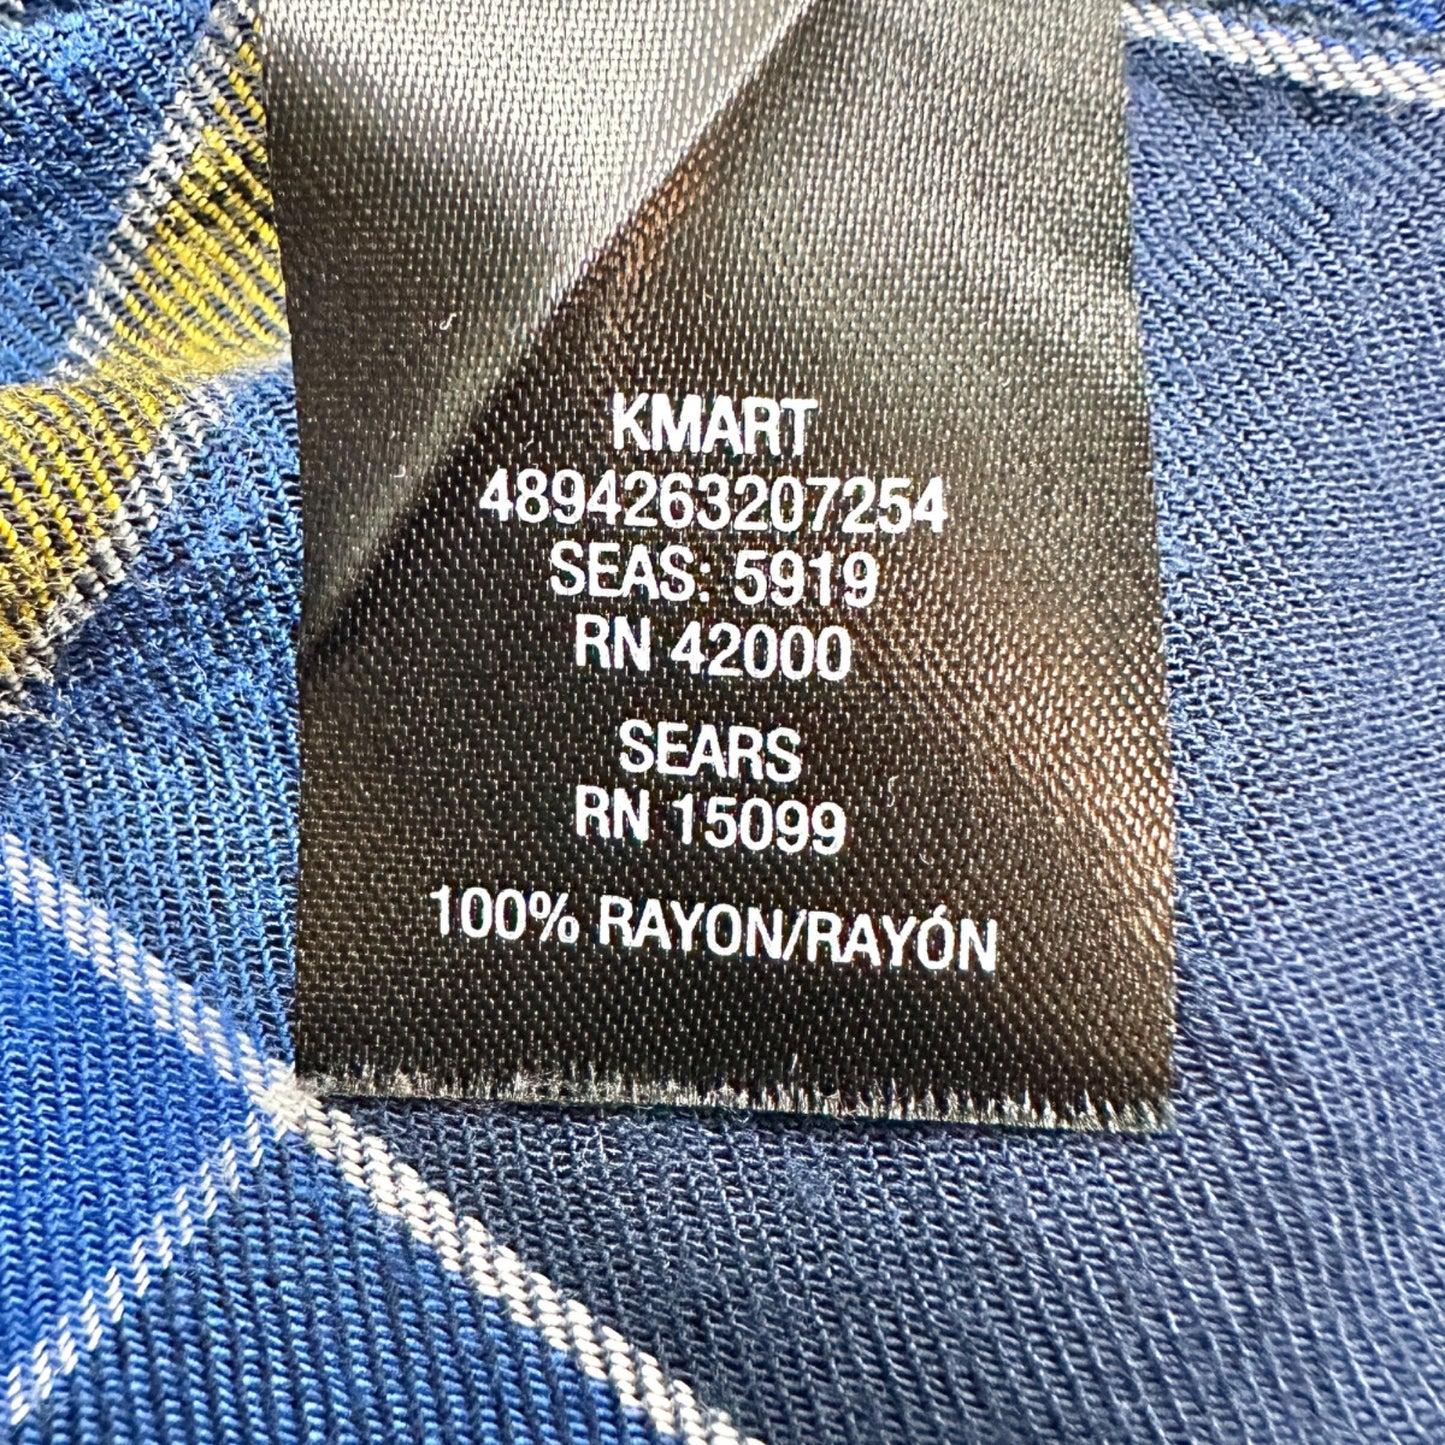 KMART
4894263207254
SEAS: 5919
RN 42000
SEARS
RN 15099
100% RAYON/RAYÓN